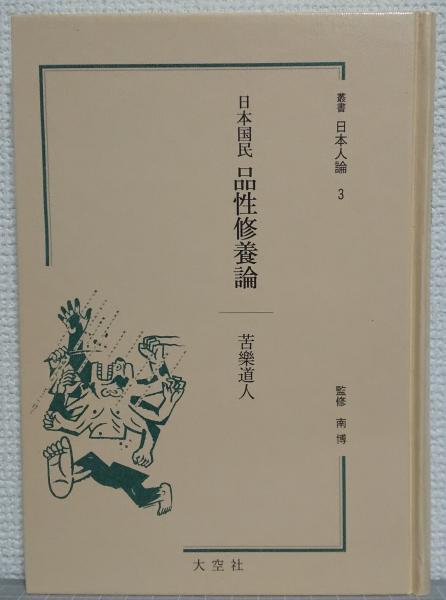 叢書 日本人論 3
監修 南博
日本国民 品性修養論
苦樂道人
大空社